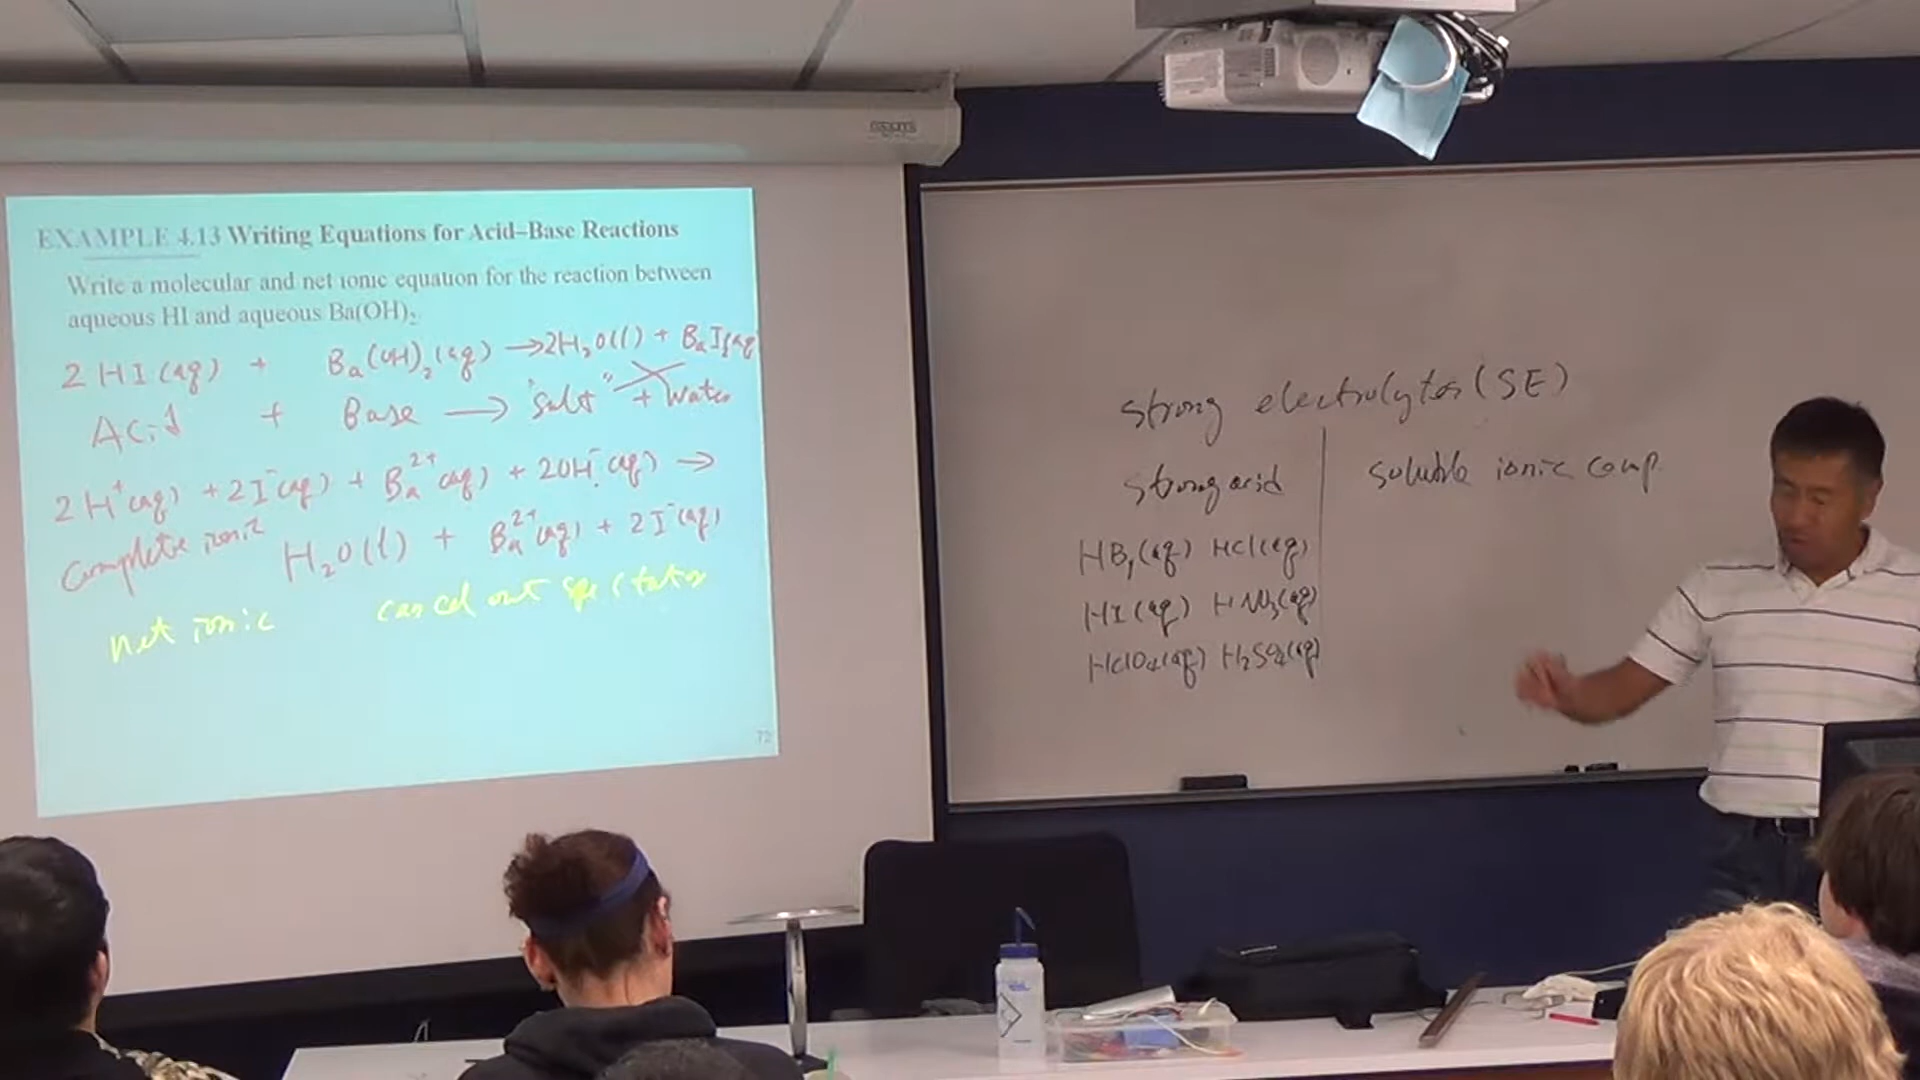 EXAMPLE 4.13 Writing Equations for Acid–Base Reactions
Write a molecular and net ionic equation for the reaction between
aqueous HI and aqueous Ba(OH)₂.
2 HI (aq) + Ba(OH)₂ (aq) → 2H₂O(l) + BaI₂(aq
Acid + Base → "Salt" + Water
2H⁺(aq) + 2I⁻(aq) + Ba²⁺(aq) + 2OH⁻(aq) →
Complete ionic H₂O(l) + Ba²⁺(aq) + 2I⁻(aq)
net ionic cancel out spectator
72
strong electrolytes (SE)
strong acid soluble ionic comp.
HBr(aq) HCl(aq)
HI(aq) HNO₃(aq)
HClO₄(aq) H₂SO₄(aq)